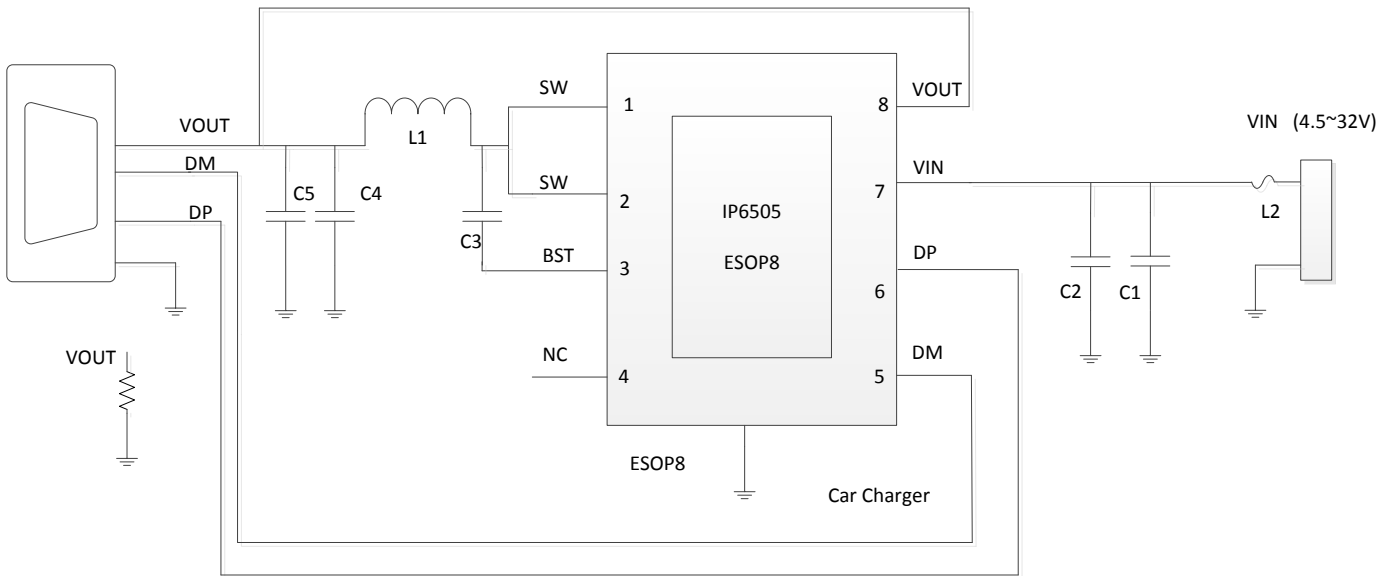 SW
1
8
VOUT
VOUT
L1
VIN (4.5~32V)
DM
VIN
C5
C4
SW
2
7
DP
IP6505
L2
C3
BST
3
ESOP8
DP
C2
C1
6
VOUT
NC
4
DM
5
ESOP8
Car Charger